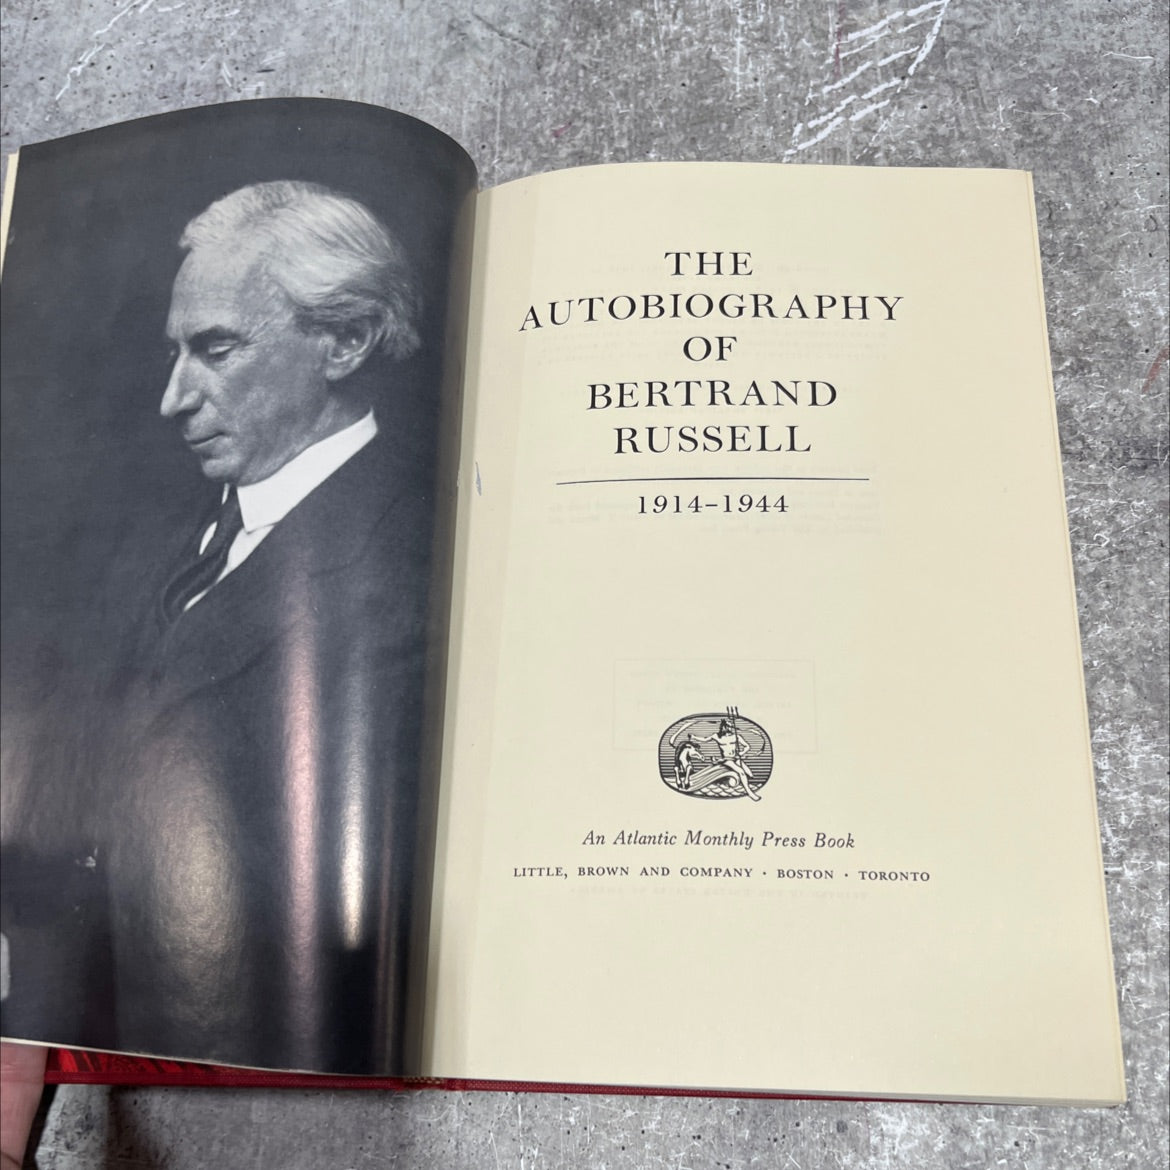 THE
AUTOBIOGRAPHY
OF
BERTRAND
RUSSELL
1914–1944
An Atlantic Monthly Press Book
LITTLE, BROWN AND COMPANY · BOSTON · TORONTO